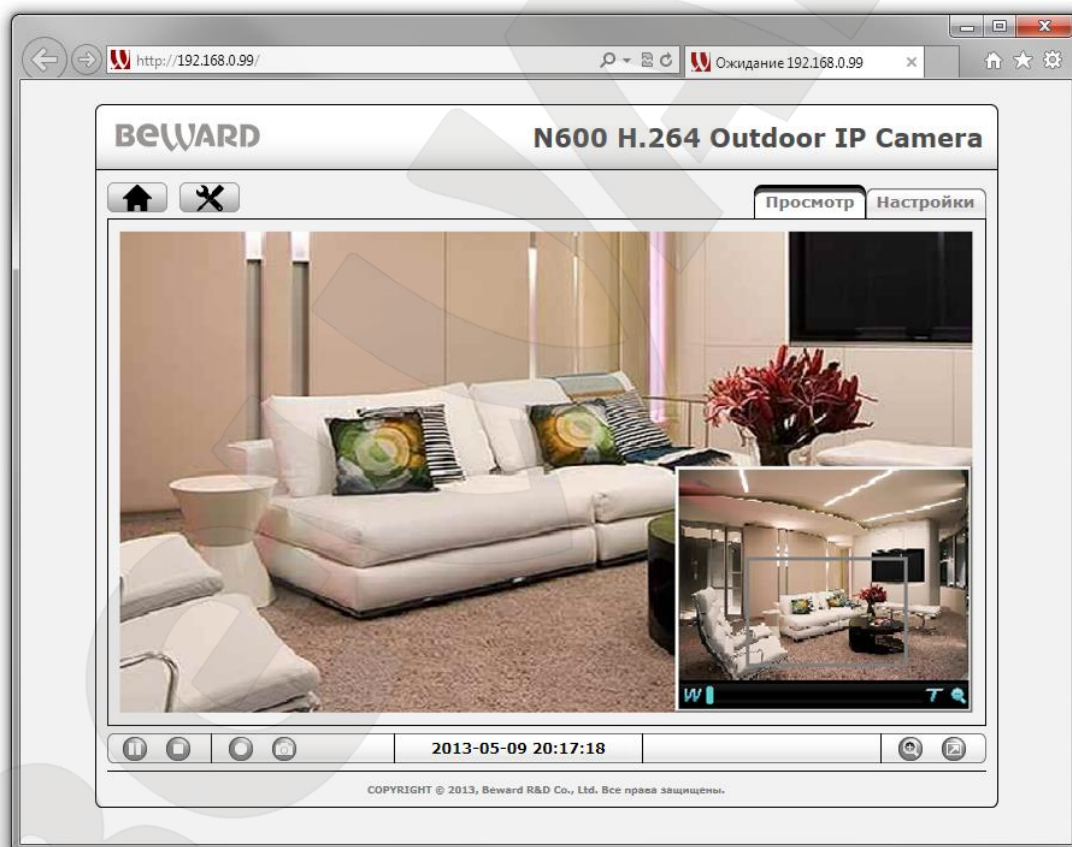 http://192.168.0.99/
Ожидание 192.168.0.99
BEWARD
N600 H.264 Outdoor IP Camera
Просмотр
Настройки
W
T
2013-05-09 20:17:18
COPYRIGHT © 2013, Beward R&D Co., Ltd. Все права защищены.